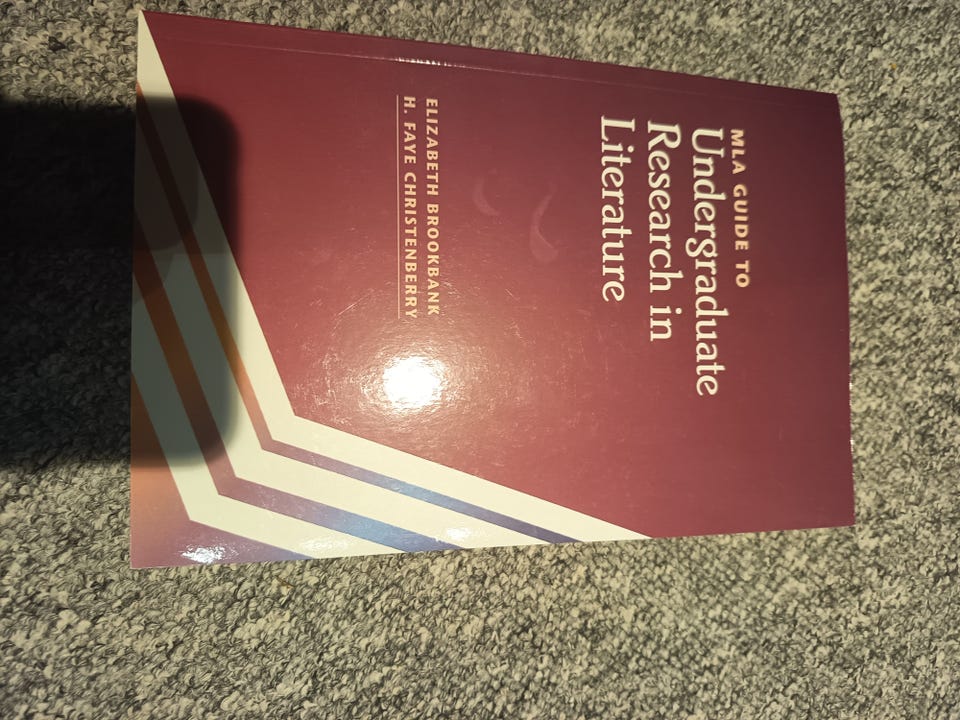 MLA GUIDE TO
Undergraduate
Research in
Literature
ELIZABETH BROOKBANK
H. FAYE CHRISTENBERRY